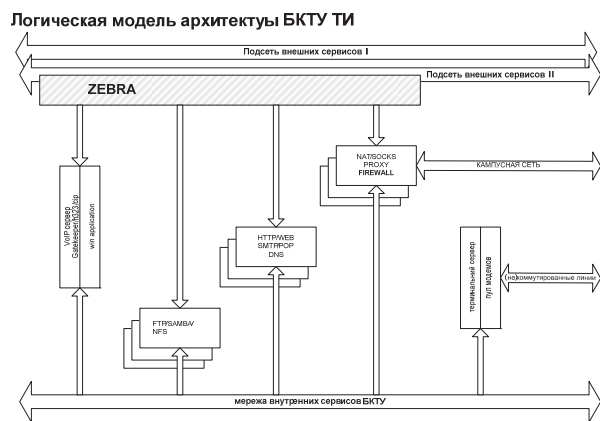 Логическая модель архитектуы БКТУ ТИ
Подсеть внешних сервисов I
Подсеть внешних сервисов II
ZEBRA
NAT/SOCKS
PROXY
FIREWALL
КАМПУСНАЯ СЕТЬ
VoIP сервер
Gatekeeper/h323/sip
win application
HTTP/WEB
SMTP/POP
DNS
терминальный сервер
пул модемов
(не)коммутированные линии
FTP/SAMBA/
NFS
мережа внутренних сервисов БКТУ